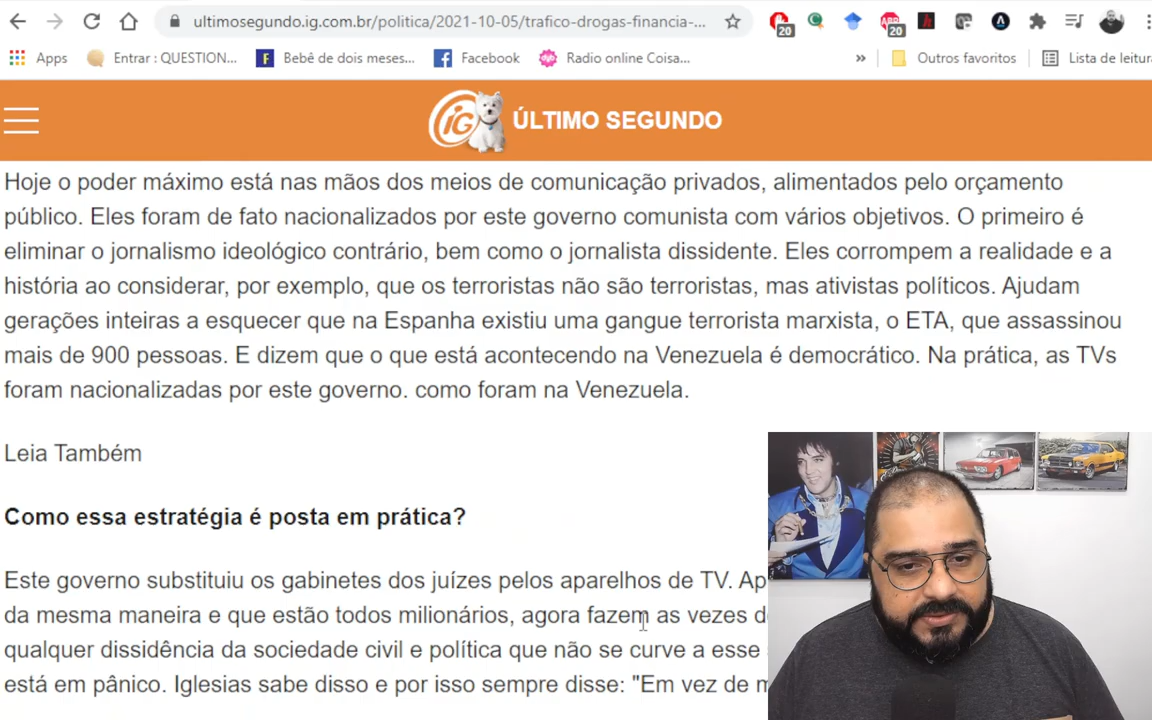 ultimosegundo.ig.com.br/politica/2021-10-05/trafico-drogas-financia-...
20
20
Apps
Entrar : QUESTION...
Bebê de dois meses...
Facebook
Radio online Coisa...
»
Outros favoritos
Lista de leitura
iG
ÚLTIMO SEGUNDO
Hoje o poder máximo está nas mãos dos meios de comunicação privados, alimentados pelo orçamento
público. Eles foram de fato nacionalizados por este governo comunista com vários objetivos. O primeiro é
eliminar o jornalismo ideológico contrário, bem como o jornalista dissidente. Eles corrompem a realidade e a
história ao considerar, por exemplo, que os terroristas não são terroristas, mas ativistas políticos. Ajudam
gerações inteiras a esquecer que na Espanha existiu uma gangue terrorista marxista, o ETA, que assassinou
mais de 900 pessoas. E dizem que o que está acontecendo na Venezuela é democrático. Na prática, as TVs
foram nacionalizadas por este governo. como foram na Venezuela.
Leia Também
Como essa estratégia é posta em prática?
Este governo substituiu os gabinetes dos juízes pelos aparelhos de TV. Ap
da mesma maneira e que estão todos milionários, agora fazem as vezes d
qualquer dissidência da sociedade civil e política que não se curve a esse
está em pânico. Iglesias sabe disso e por isso sempre disse: "Em vez de m